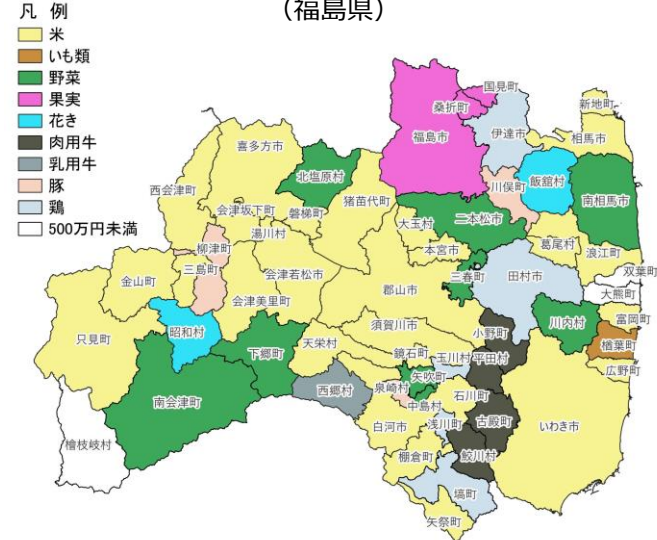 (福島県)
凡 例
米
いも類
野菜
果実
花き
肉用牛
乳用牛
豚
鶏
500万円未満
国見町
桑折町
新地町
伊達市
相馬市
福島市
喜多方市
北塩原村
川俣町
飯舘村
西会津町
猪苗代町
南相馬市
会津坂下町
磐梯町
大玉村
二本松市
湯川村
柳津町
本宮市
葛尾村
浪江町
三島町
金山町
会津若松市
三春町
田村市
双葉町
大熊町
会津美里町
郡山市
富岡町
昭和村
須賀川市
小野町
川内村
只見町
下郷町
天栄村
楢葉町
鏡石町
玉川村
平田村
広野町
西郷村
泉崎村
矢吹町
南会津町
中島村
石川町
白河市
浅川町
古殿町
いわき市
檜枝岐村
棚倉町
鮫川村
塙町
矢祭町